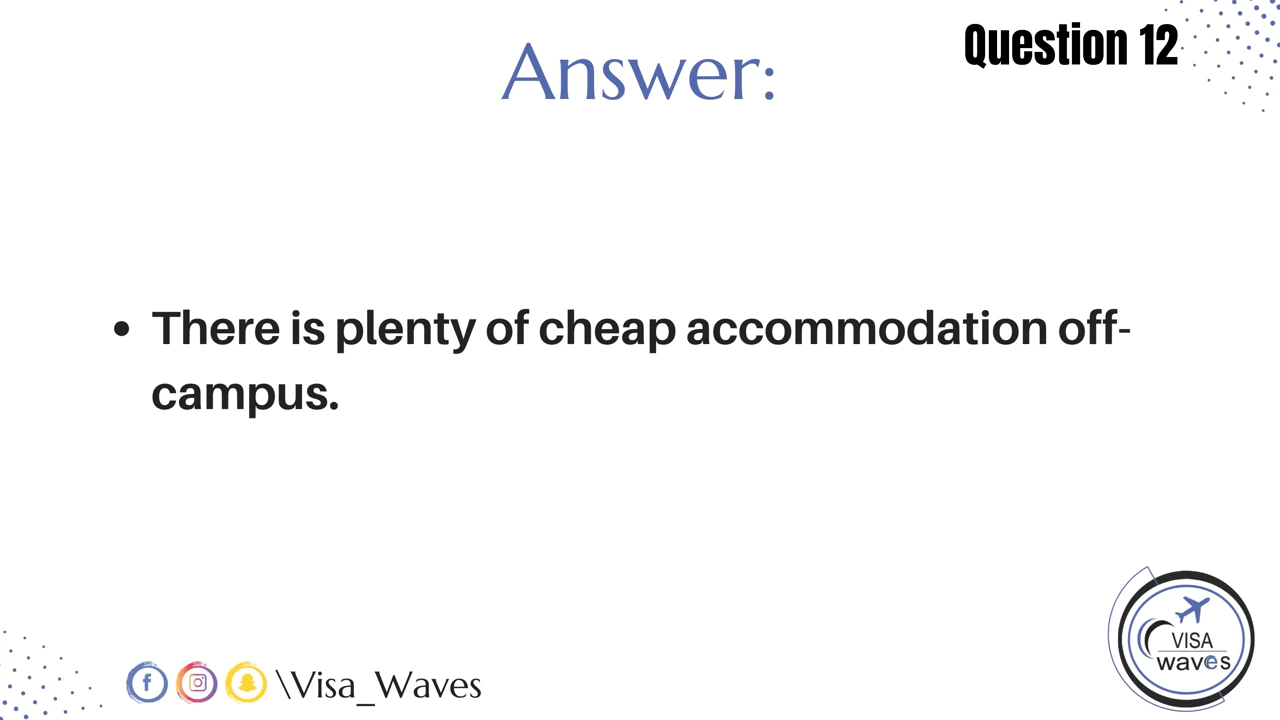 Question 12
Answer:
• There is plenty of cheap accommodation off-
campus.
\Visa_Waves
VISA
waves